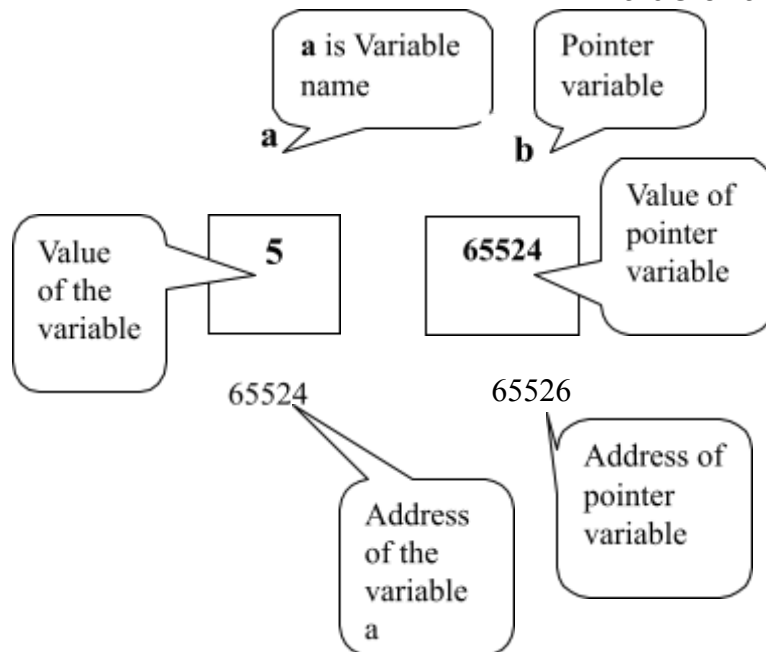 a is Variable
name
Pointer
variable
a
b
Value
of the
variable
5
65524
Value of
pointer
variable
65524
65526
Address
of the
variable
a
Address of
pointer
variable